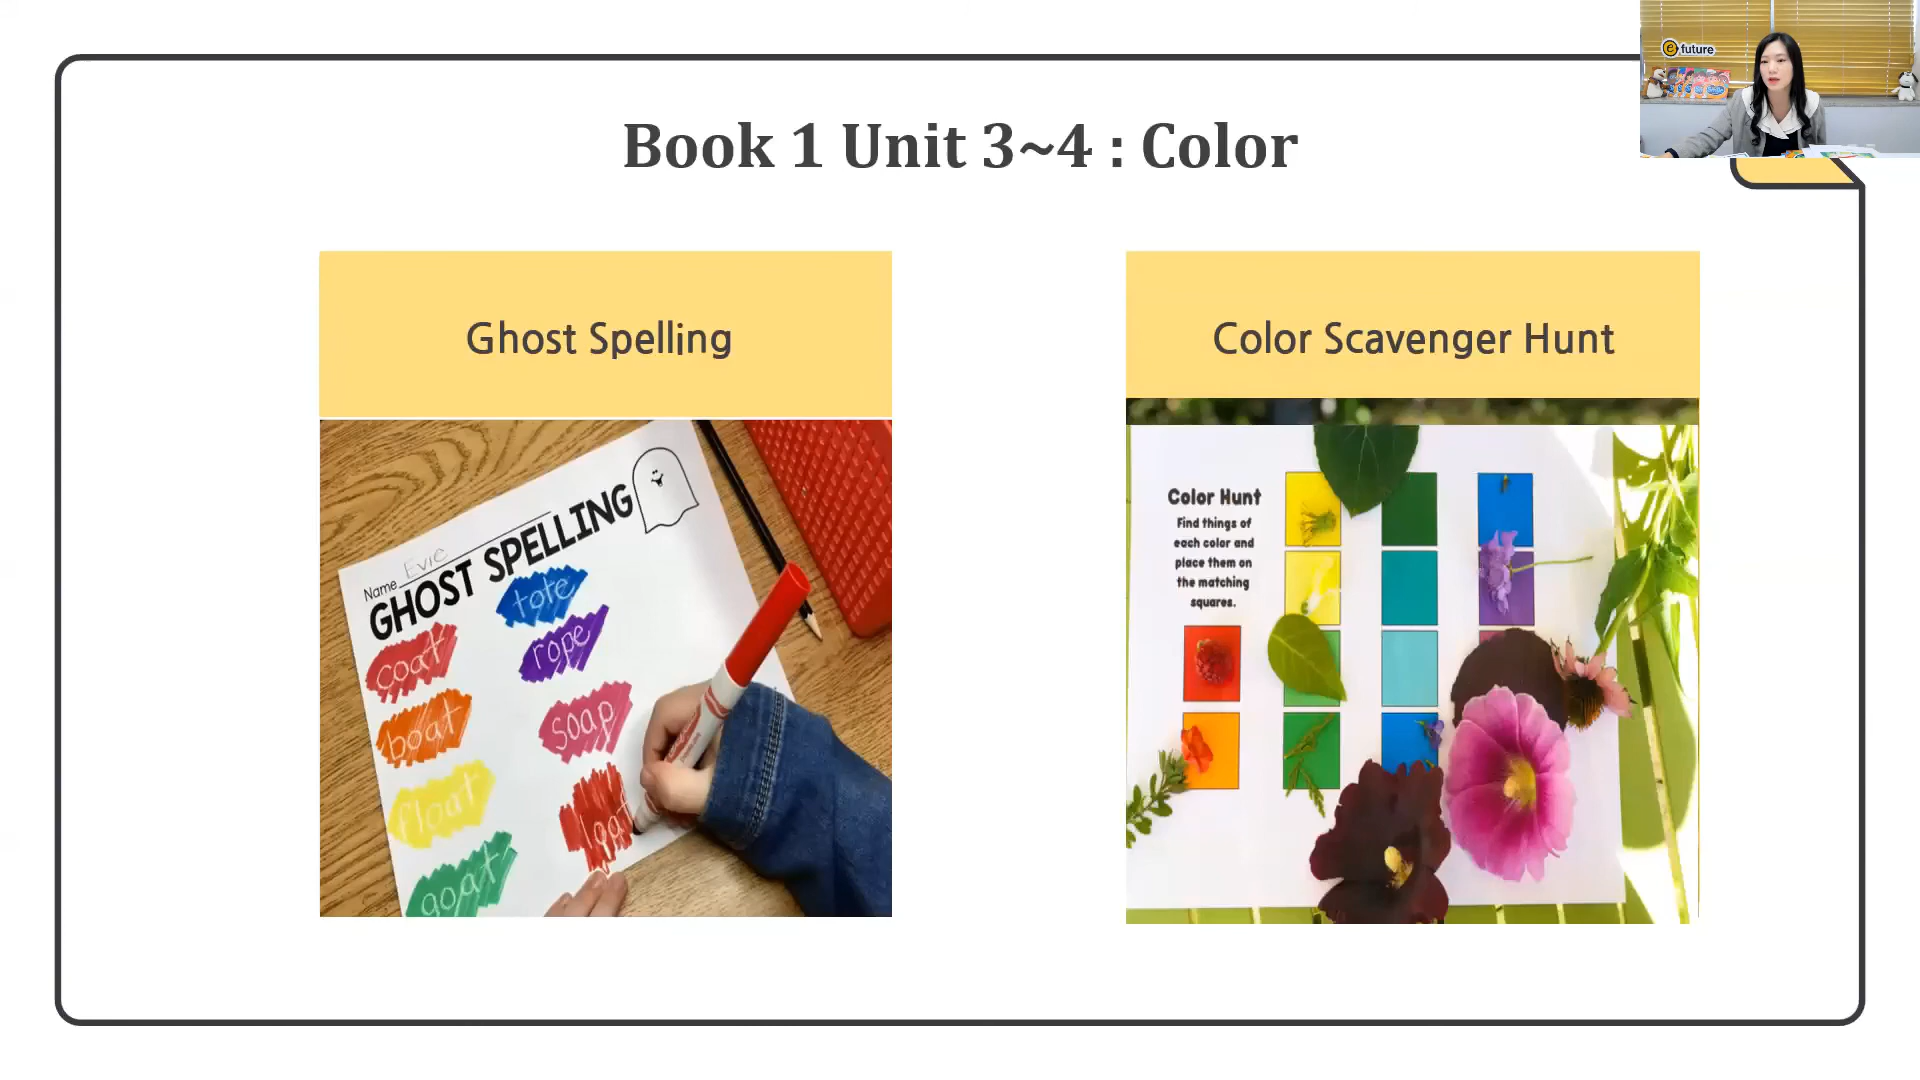 e future
Book 1 Unit 3~4 : Color
Ghost Spelling
Name Evie
GHOST SPELLING
coat
boat
float
goat
tote
rope
soap
Color Scavenger Hunt
Color Hunt
Find things of
each color and
place them on
the matching
squares.